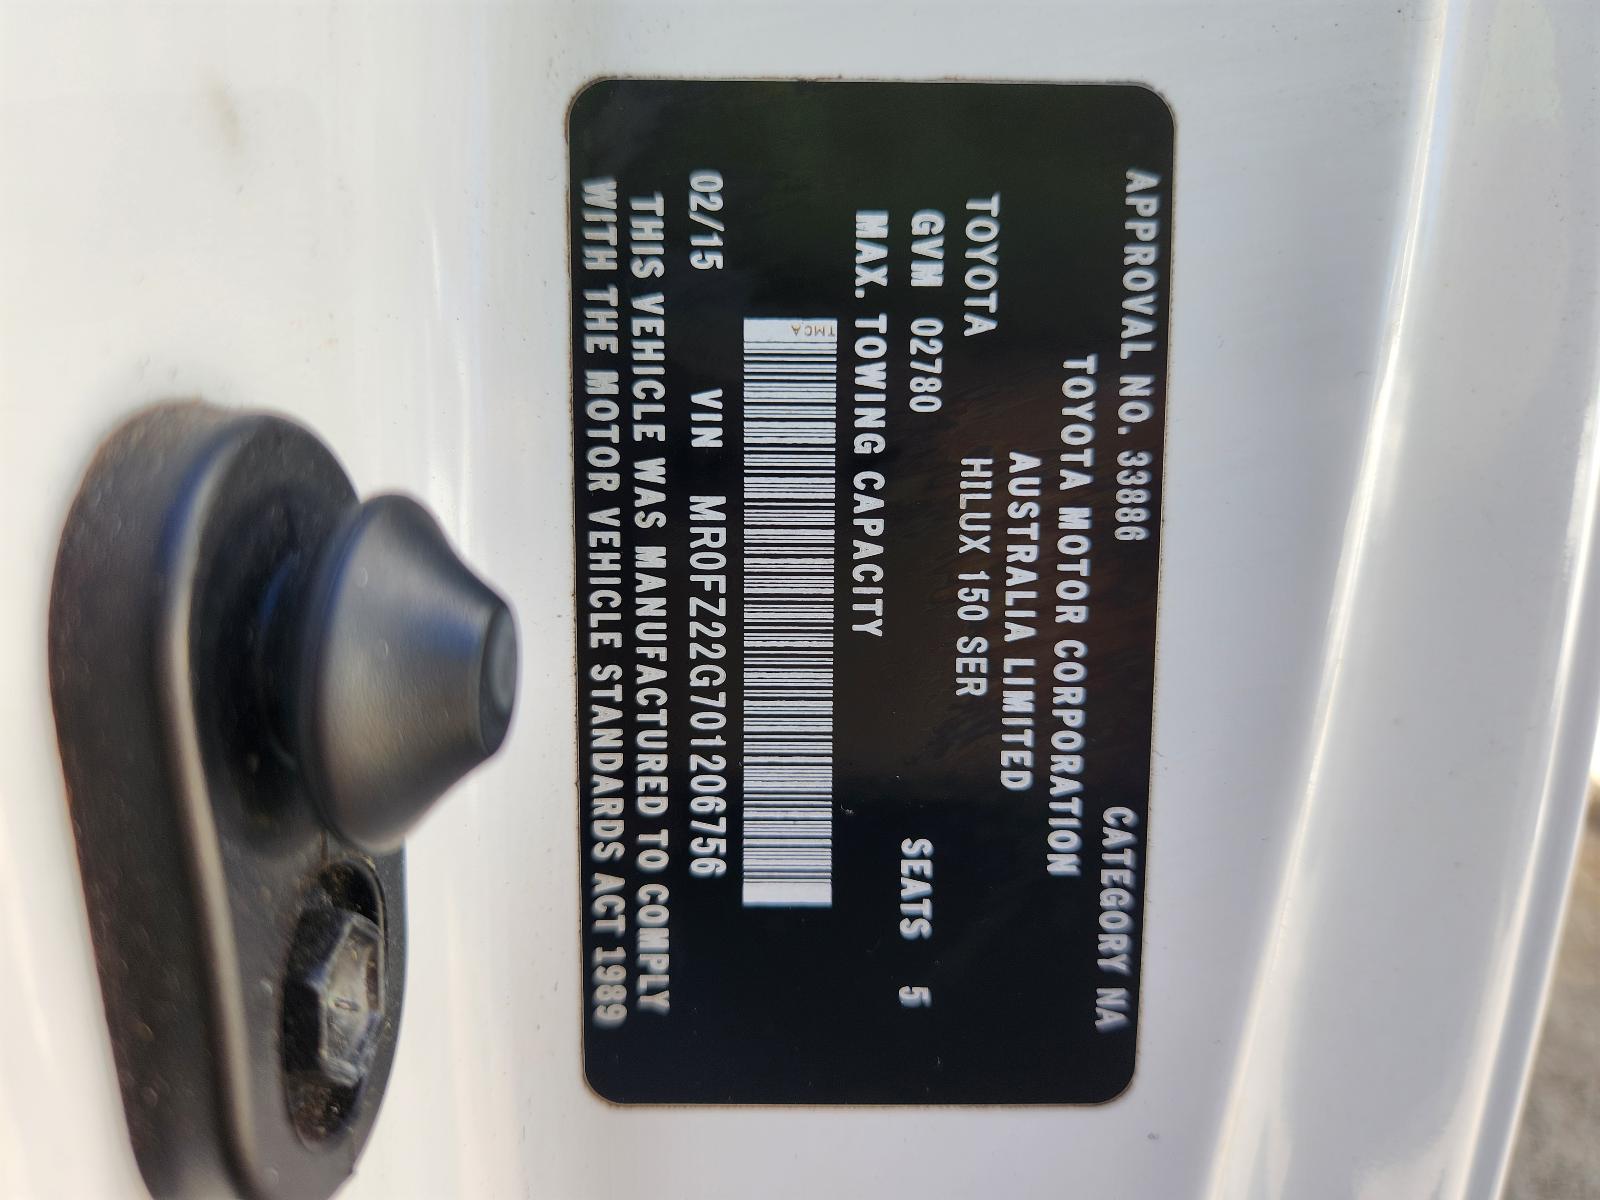 APPROVAL NO. 33886 CATEGORY NA
TOYOTA MOTOR CORPORATION
AUSTRALIA LIMITED
TOYOTA HILUX 150 SER
GVM 02780 SEATS 5
MAX. TOWING CAPACITY
TMCA
02/15 VIN MR0FZ22G701206756
THIS VEHICLE WAS MANUFACTURED TO COMPLY
WITH THE MOTOR VEHICLE STANDARDS ACT 1989